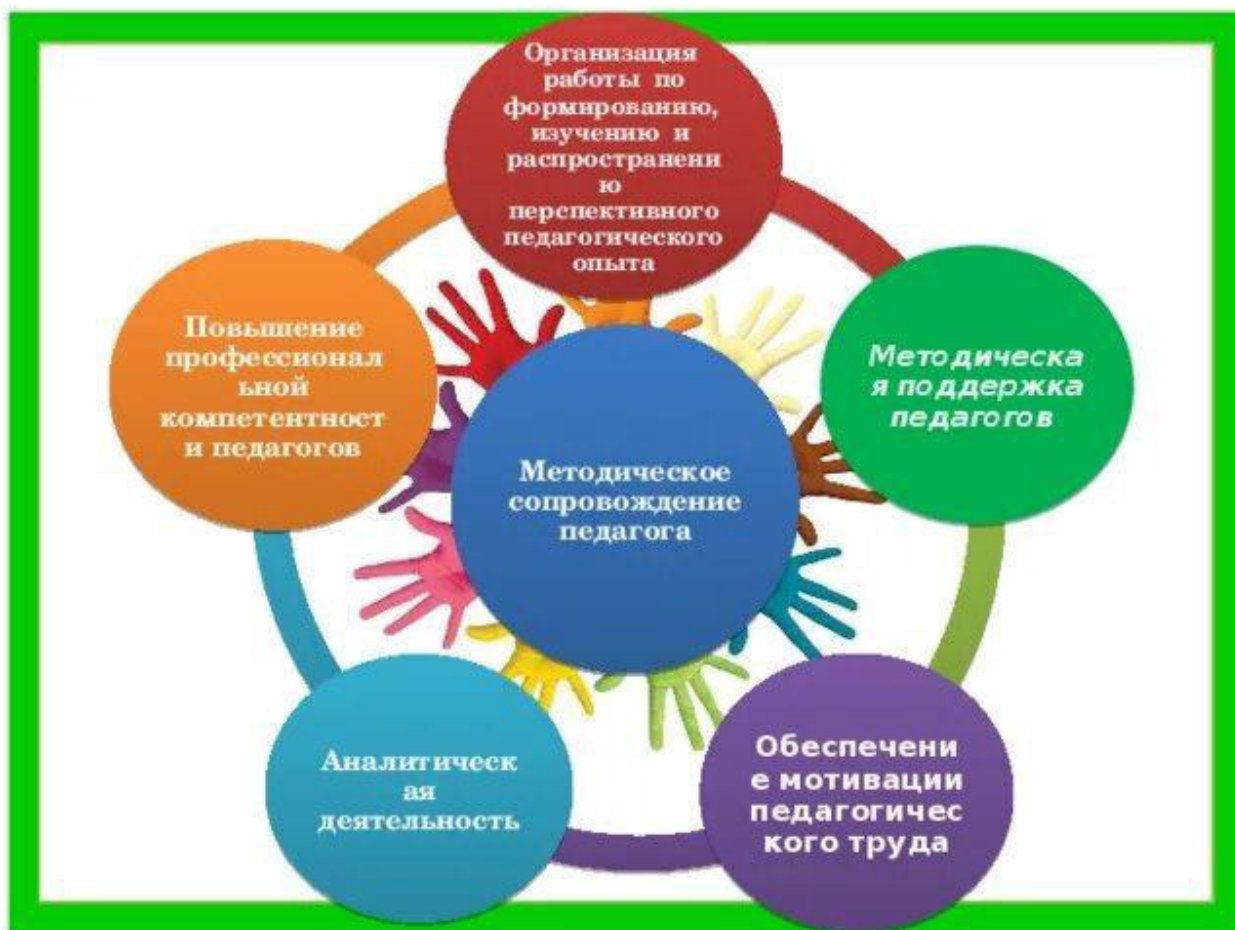 Организация
работы по
формированию,
изучению и
распространени
ю
перспективного
педагогического
опыта
Повышение
профессионал
ьной
компетентност
и педагогов
Методическа
я поддержка
педагогов
Методическое
сопровождение
педагога
Аналитическ
ая
деятельность
Обеспечени
е мотивации
педагогичес
кого труда